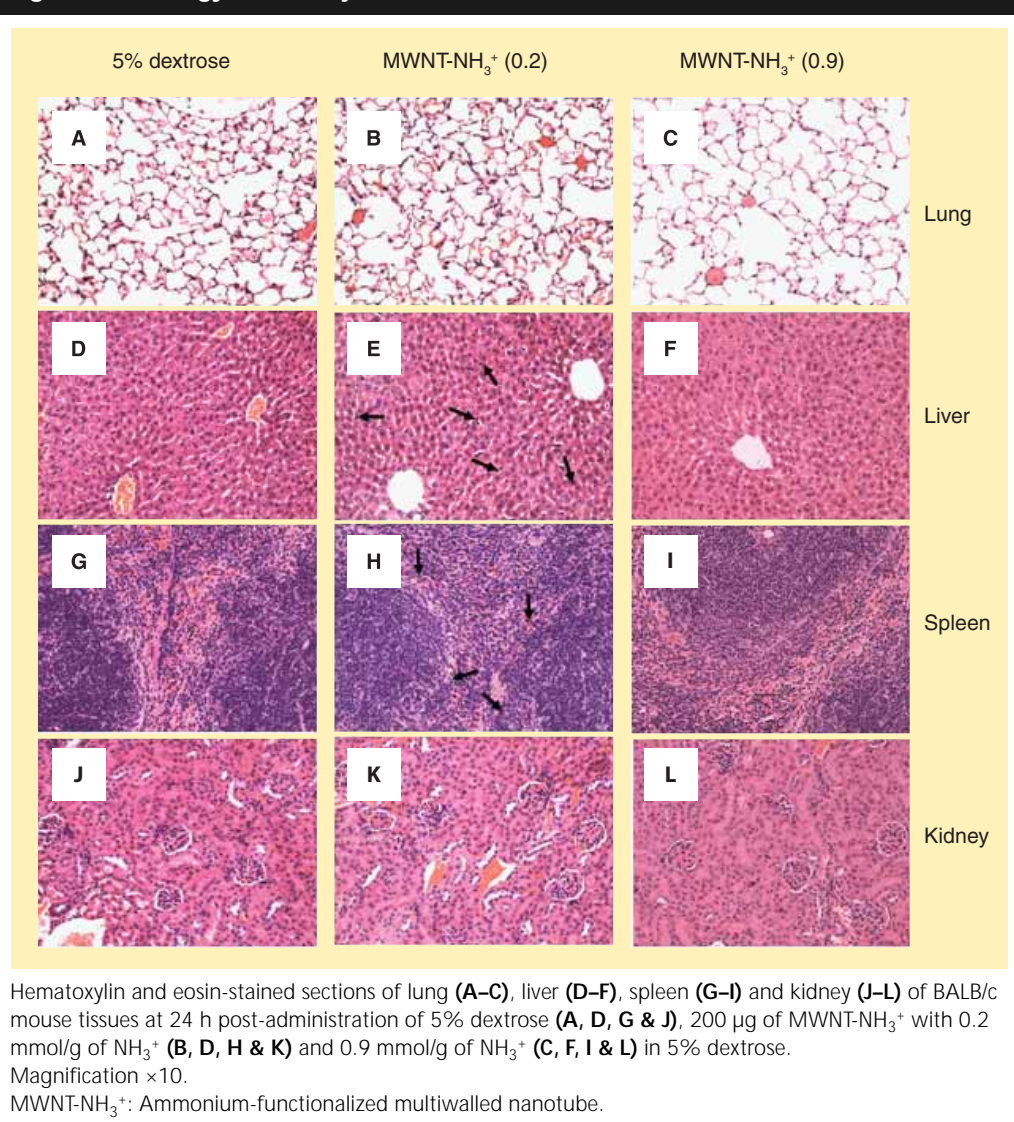 5% dextrose
MWNT-NH₃⁺ (0.2)
MWNT-NH₃⁺ (0.9)
A
B
C
Lung
D
E
F
Liver
G
H
I
Spleen
J
K
L
Kidney
Hematoxylin and eosin-stained sections of lung (A–C), liver (D–F), spleen (G–I) and kidney (J–L) of BALB/c
mouse tissues at 24 h post-administration of 5% dextrose (A, D, G & J), 200 µg of MWNT-NH₃⁺ with 0.2
mmol/g of NH₃⁺ (B, D, H & K) and 0.9 mmol/g of NH₃⁺ (C, F, I & L) in 5% dextrose.
Magnification ×10.
MWNT-NH₃⁺: Ammonium-functionalized multiwalled nanotube.